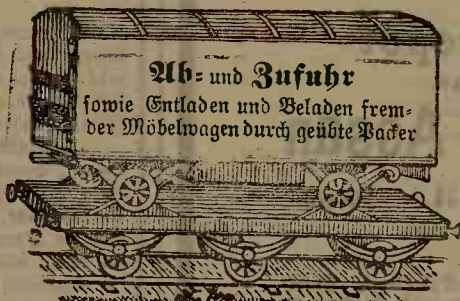 Ab- und Zufuhr
sowie Entladen und Beladen frem-
der Möbelwagen durch geübte Packer